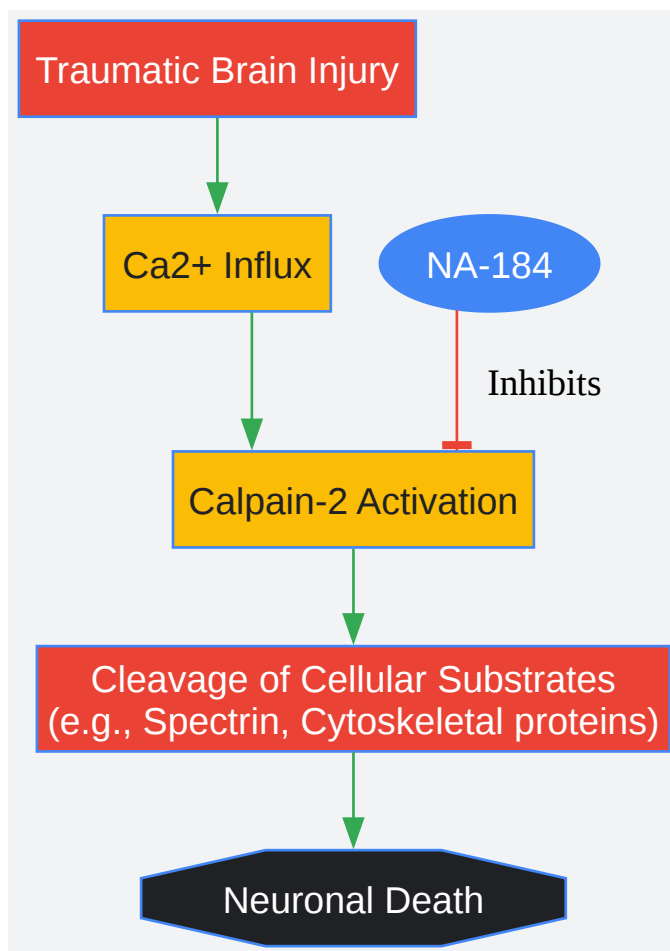 Traumatic Brain Injury
Ca2+ Influx
NA-184
Inhibits
Calpain-2 Activation
Cleavage of Cellular Substrates
(e.g., Spectrin, Cytoskeletal proteins)
Neuronal Death